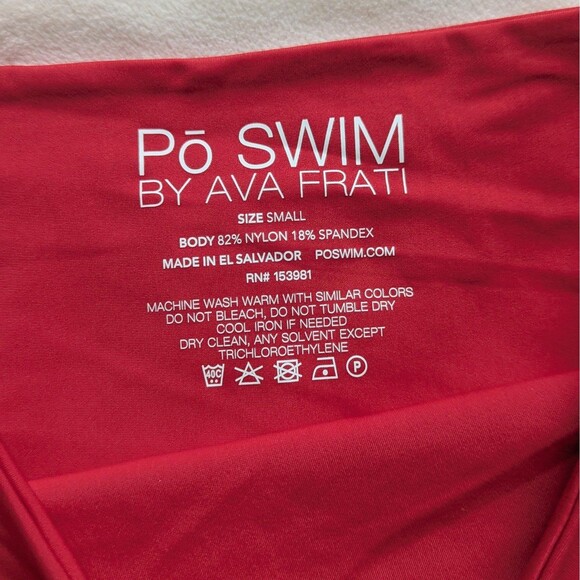 Pō SWIM
BY AVA FRATI
SIZE SMALL
BODY 82% NYLON 18% SPANDEX
MADE IN EL SALVADOR POSWIM.COM
RN# 153981
MACHINE WASH WARM WITH SIMILAR COLORS
DO NOT BLEACH, DO NOT TUMBLE DRY
COOL IRON IF NEEDED
DRY CLEAN, ANY SOLVENT EXCEPT
TRICHLOROETHYLENE
40C P